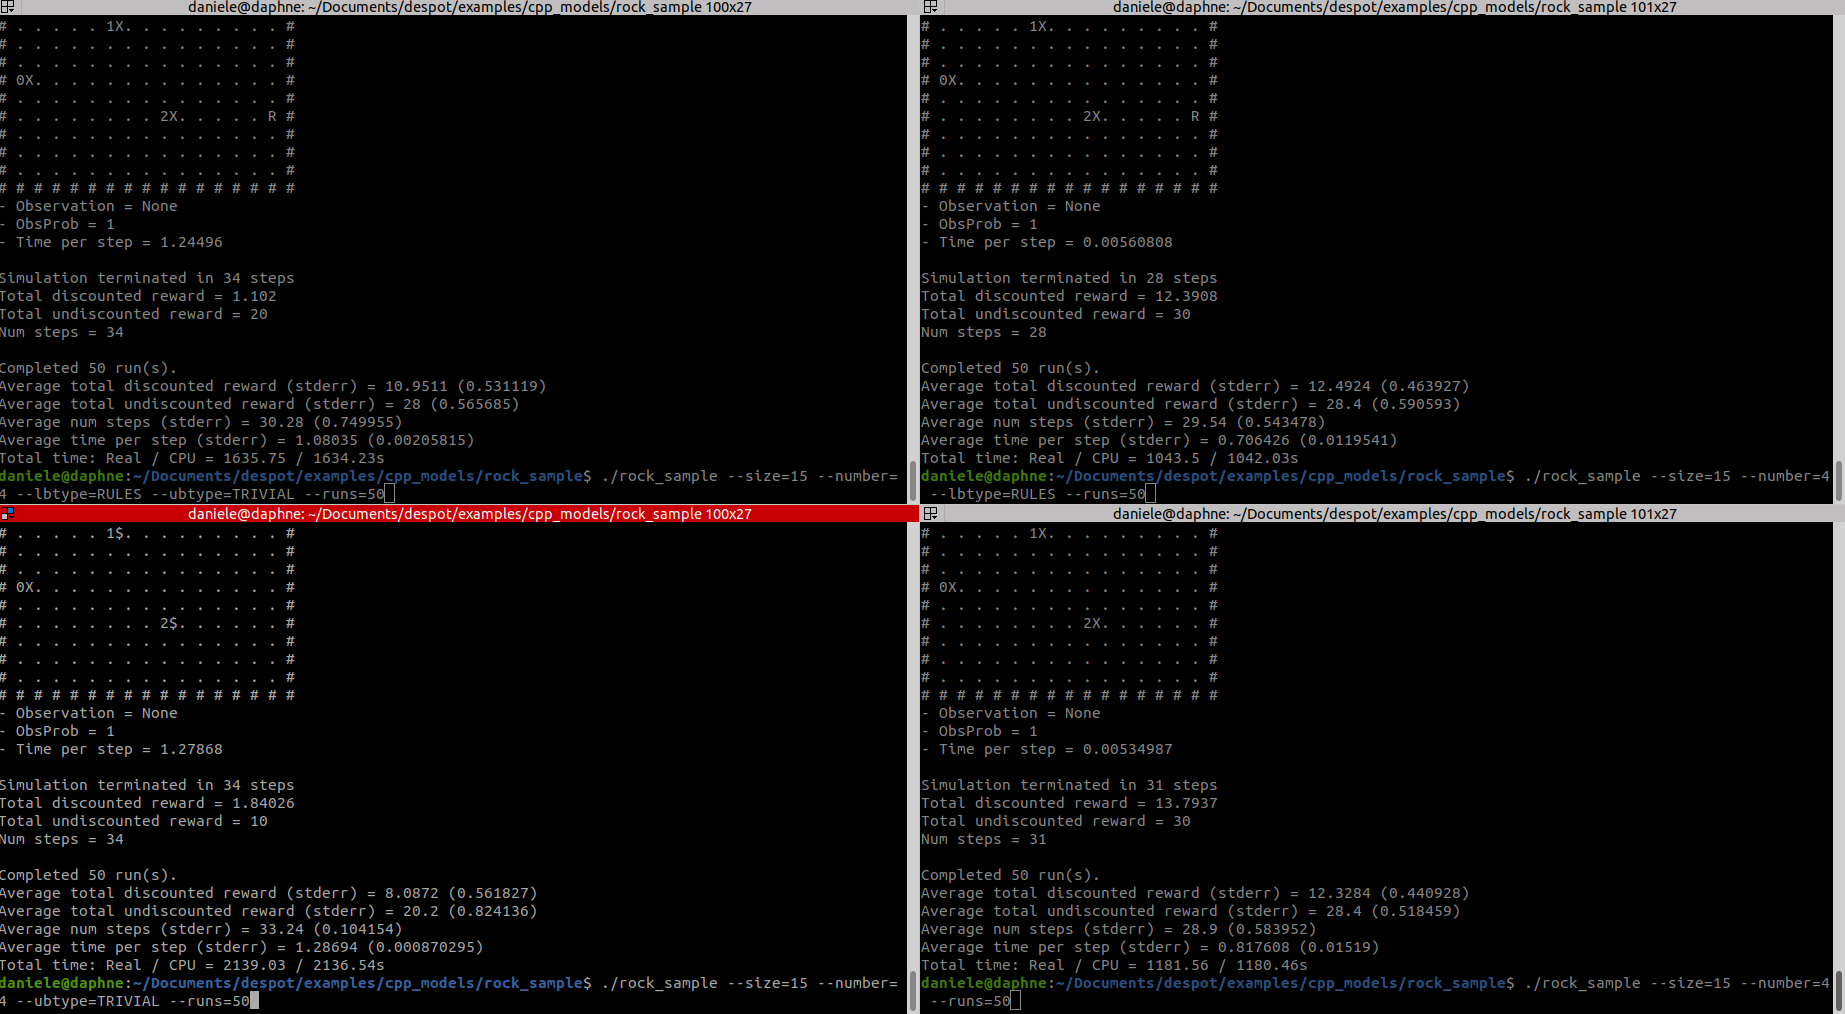 daniele@daphne: ~/Documents/despot/examples/cpp_models/rock_sample 100x27
# . . . . . 1X. . . . . . . . . #
# . . . . . . . . . . . . . . . #
# . . . . . . . . . . . . . . . #
# 0X. . . . . . . . . . . . . . #
# . . . . . . . . . . . . . . . #
# . . . . . . . . 2X. . . . . R #
# . . . . . . . . . . . . . . . #
# . . . . . . . . . . . . . . . #
# . . . . . . . . . . . . . . . #
# # # # # # # # # # # # # # # # #
- Observation = None
- ObsProb = 1
- Time per step = 1.24496
Simulation terminated in 34 steps
Total discounted reward = 1.102
Total undiscounted reward = 20
Num steps = 34
Completed 50 run(s).
Average total discounted reward (stderr) = 10.9511 (0.531119)
Average total undiscounted reward (stderr) = 28 (0.565685)
Average num steps (stderr) = 30.28 (0.749955)
Average time per step (stderr) = 1.08035 (0.00205815)
Total time: Real / CPU = 1635.75 / 1634.23s
daniele@daphne:~/Documents/despot/examples/cpp_models/rock_sample$ ./rock_sample --size=15 --number=
4 --lbtype=RULES --ubtype=TRIVIAL --runs=50
daniele@daphne: ~/Documents/despot/examples/cpp_models/rock_sample 101x27
# . . . . . 1X. . . . . . . . . #
# . . . . . . . . . . . . . . . #
# . . . . . . . . . . . . . . . #
# 0X. . . . . . . . . . . . . . #
# . . . . . . . . . . . . . . . #
# . . . . . . . . 2X. . . . . R #
# . . . . . . . . . . . . . . . #
# . . . . . . . . . . . . . . . #
# . . . . . . . . . . . . . . . #
# # # # # # # # # # # # # # # # #
- Observation = None
- ObsProb = 1
- Time per step = 0.00560808
Simulation terminated in 28 steps
Total discounted reward = 12.3908
Total undiscounted reward = 30
Num steps = 28
Completed 50 run(s).
Average total discounted reward (stderr) = 12.4924 (0.463927)
Average total undiscounted reward (stderr) = 28.4 (0.590593)
Average num steps (stderr) = 29.54 (0.543478)
Average time per step (stderr) = 0.706426 (0.0119541)
Total time: Real / CPU = 1043.5 / 1042.03s
daniele@daphne:~/Documents/despot/examples/cpp_models/rock_sample$ ./rock_sample --size=15 --number=4
--lbtype=RULES --runs=50
daniele@daphne: ~/Documents/despot/examples/cpp_models/rock_sample 100x27
# . . . . . 1$. . . . . . . . . #
# . . . . . . . . . . . . . . . #
# . . . . . . . . . . . . . . . #
# 0X. . . . . . . . . . . . . . #
# . . . . . . . . . . . . . . . #
# . . . . . . . . 2$. . . . . . #
# . . . . . . . . . . . . . . . #
# . . . . . . . . . . . . . . . #
# . . . . . . . . . . . . . . . #
# # # # # # # # # # # # # # # # #
- Observation = None
- ObsProb = 1
- Time per step = 1.27868
Simulation terminated in 34 steps
Total discounted reward = 1.84026
Total undiscounted reward = 10
Num steps = 34
Completed 50 run(s).
Average total discounted reward (stderr) = 8.0872 (0.561827)
Average total undiscounted reward (stderr) = 20.2 (0.824136)
Average num steps (stderr) = 33.24 (0.104154)
Average time per step (stderr) = 1.28694 (0.000870295)
Total time: Real / CPU = 2139.03 / 2136.54s
daniele@daphne:~/Documents/despot/examples/cpp_models/rock_sample$ ./rock_sample --size=15 --number=
4 --ubtype=TRIVIAL --runs=50
daniele@daphne: ~/Documents/despot/examples/cpp_models/rock_sample 101x27
# . . . . . 1X. . . . . . . . . #
# . . . . . . . . . . . . . . . #
# . . . . . . . . . . . . . . . #
# 0X. . . . . . . . . . . . . . #
# . . . . . . . . . . . . . . . #
# . . . . . . . . 2X. . . . . . #
# . . . . . . . . . . . . . . . #
# . . . . . . . . . . . . . . . #
# . . . . . . . . . . . . . . . #
# # # # # # # # # # # # # # # # #
- Observation = None
- ObsProb = 1
- Time per step = 0.00534987
Simulation terminated in 31 steps
Total discounted reward = 13.7937
Total undiscounted reward = 30
Num steps = 31
Completed 50 run(s).
Average total discounted reward (stderr) = 12.3284 (0.440928)
Average total undiscounted reward (stderr) = 28.4 (0.518459)
Average num steps (stderr) = 28.9 (0.583952)
Average time per step (stderr) = 0.817608 (0.01519)
Total time: Real / CPU = 1181.56 / 1180.46s
daniele@daphne:~/Documents/despot/examples/cpp_models/rock_sample$ ./rock_sample --size=15 --number=4
--runs=50